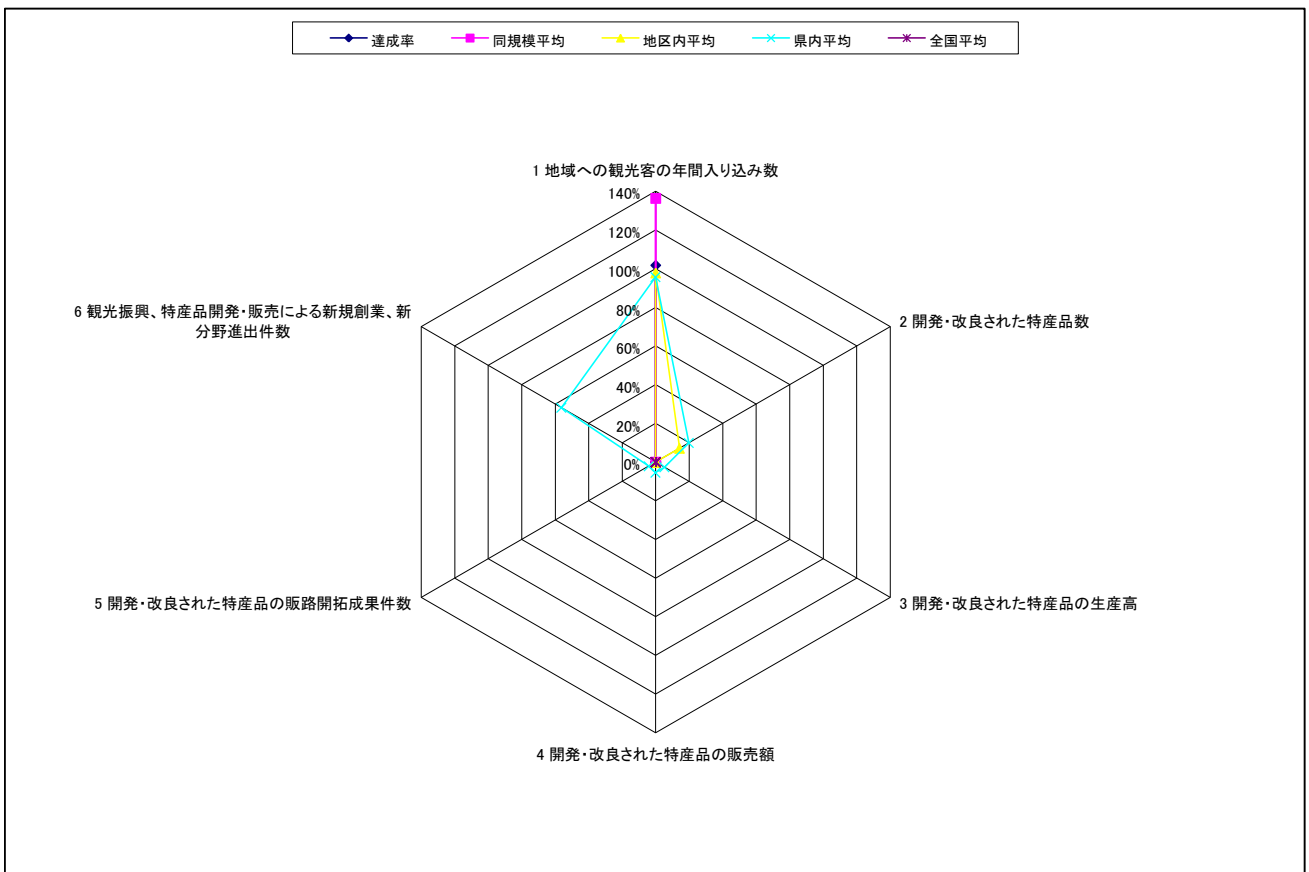 達成率 同規模平均 地区内平均 県内平均 全国平均
1 地域への観光客の年間入り込み数
140%
120%
100%
80%
60%
40%
20%
0%
2 開発・改良された特産品数
3 開発・改良された特産品の生産高
4 開発・改良された特産品の販売額
5 開発・改良された特産品の販路開拓成果件数
6 観光振興、特産品開発・販売による新規創業、新
分野進出件数